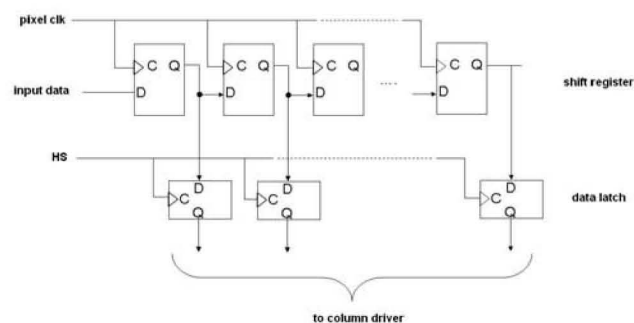 pixel clk
C Q C Q C Q C Q
input data D D D D shift register
HS
D D D
C C C data latch
Q Q Q
to column driver